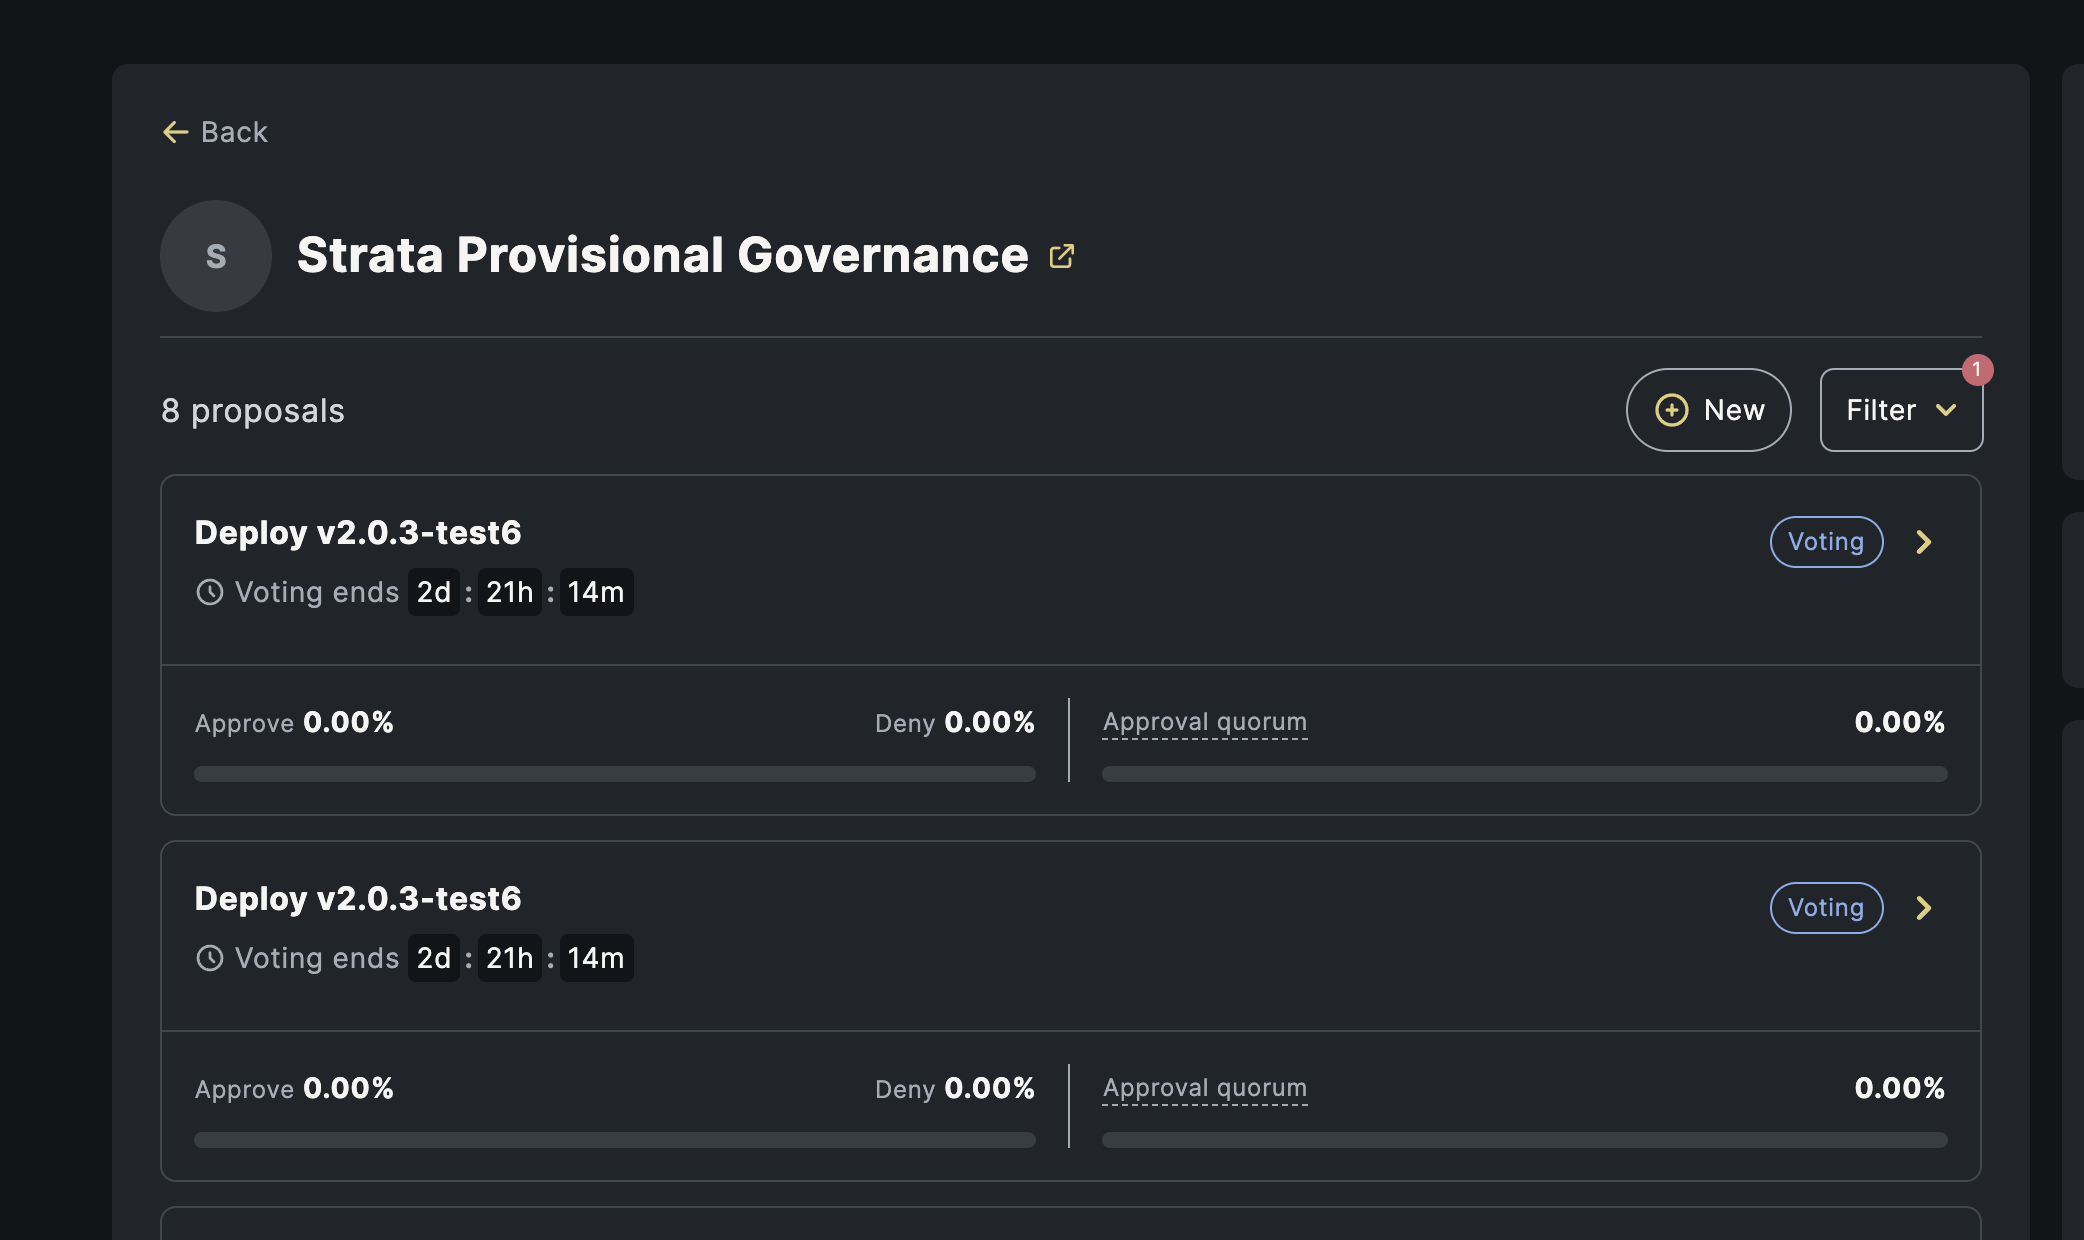 Back
S
Strata Provisional Governance
8 proposals
New
Filter
1
Deploy v2.0.3-test6
Voting
Voting ends 2d : 21h : 14m
Approve 0.00%
Deny 0.00%
Approval quorum
0.00%
Deploy v2.0.3-test6
Voting
Voting ends 2d : 21h : 14m
Approve 0.00%
Deny 0.00%
Approval quorum
0.00%